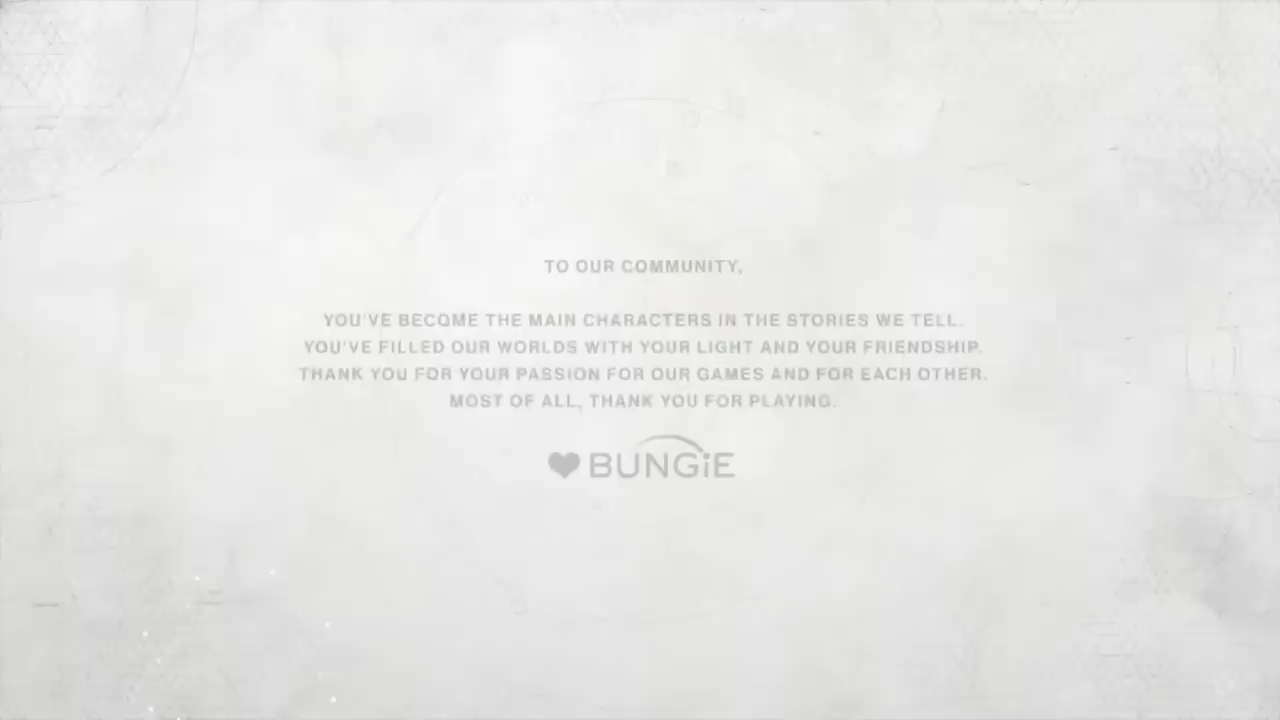 TO OUR COMMUNITY,
YOU'VE BECOME THE MAIN CHARACTERS IN THE STORIES WE TELL.
YOU'VE FILLED OUR WORLDS WITH YOUR LIGHT AND YOUR FRIENDSHIP.
THANK YOU FOR YOUR PASSION FOR OUR GAMES AND FOR EACH OTHER.
MOST OF ALL, THANK YOU FOR PLAYING.
BUNGiE